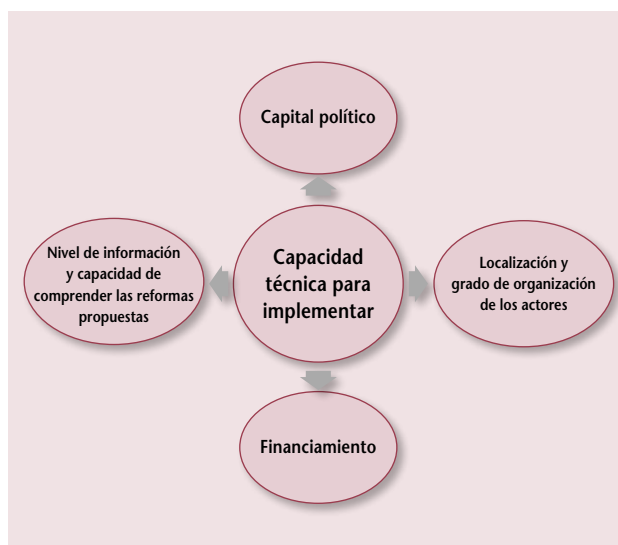 Capital político
Nivel de información
y capacidad de
comprender las reformas
propuestas
Capacidad
técnica para
implementar
Localización y
grado de organización
de los actores
Financiamiento